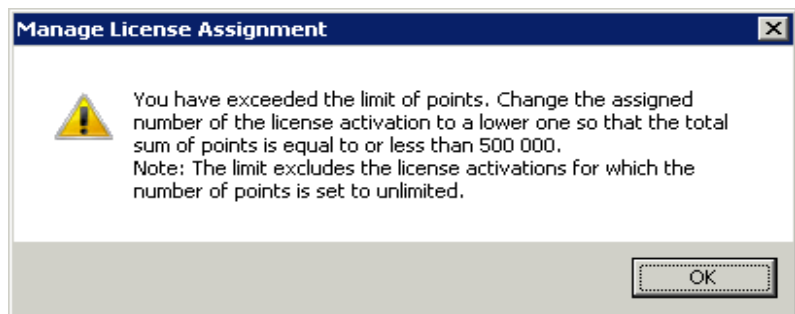 Manage License Assignment
You have exceeded the limit of points. Change the assigned
number of the license activation to a lower one so that the total
sum of points is equal to or less than 500 000.
Note: The limit excludes the license activations for which the
number of points is set to unlimited.
OK